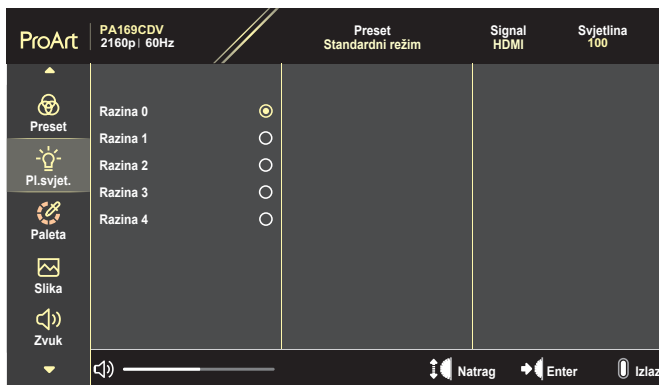 ProArt
PA169CDV
2160p | 60Hz
Preset
Standardni režim
Signal
HDMI
Svjetlina
100
Preset
Pl.svjet.
Paleta
Slika
Zvuk
Razina 0
Razina 1
Razina 2
Razina 3
Razina 4
Natrag
Enter
Izlaz